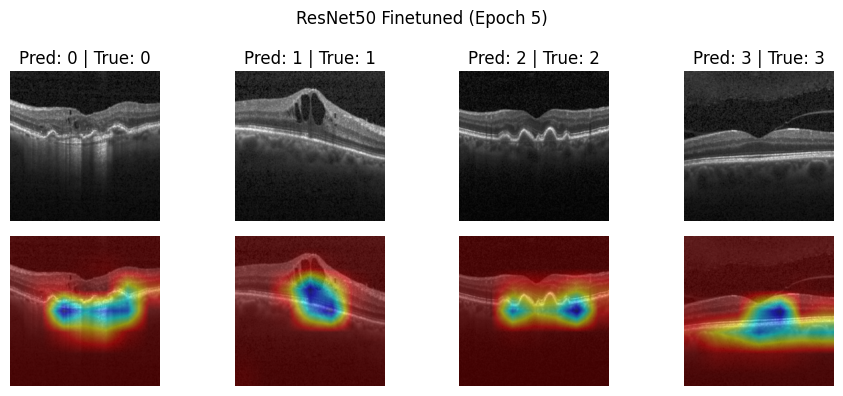 ResNet50 Finetuned (Epoch 5)
Pred: 0 | True: 0
Pred: 1 | True: 1
Pred: 2 | True: 2
Pred: 3 | True: 3